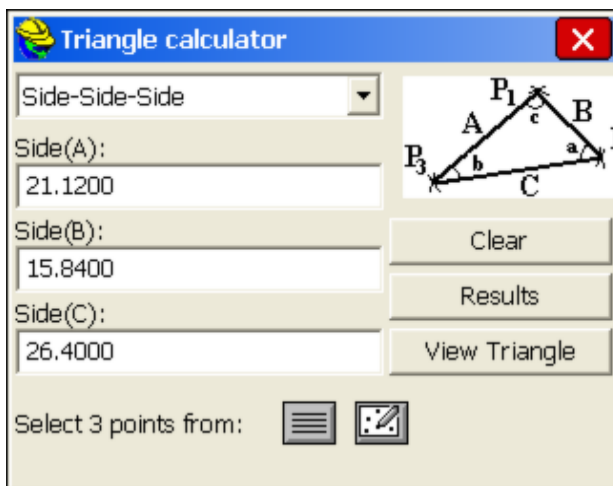 Triangle calculator
Side-Side-Side
Side(A):
21.1200
Side(B):
15.8400
Side(C):
26.4000
P1
A
c
B
P3
b
a
C
Clear
Results
View Triangle
Select 3 points from: